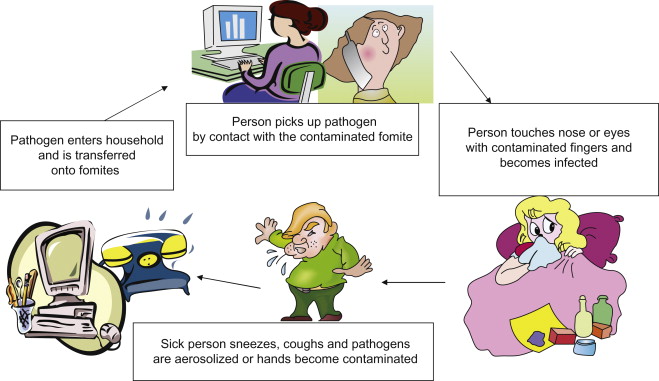 Person picks up pathogen
by contact with the contaminated fomite
Pathogen enters household
and is transferred
onto fomites
Person touches nose or eyes
with contaminated fingers and
becomes infected
Sick person sneezes, coughs and pathogens
are aerosolized or hands become contaminated